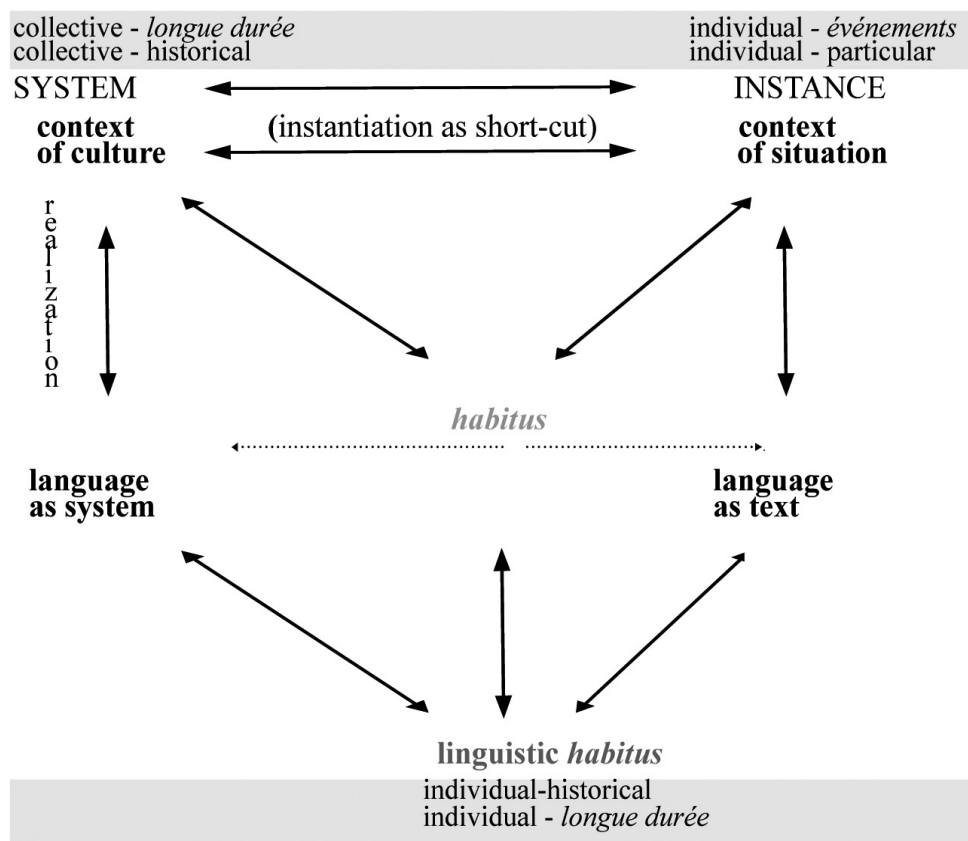 collective - longue durée
collective - historical
individual - événements
individual - particular
SYSTEM
INSTANCE
context
of culture
(instantiation as short-cut)
context
of situation
realization
habitus
language
as system
language
as text
linguistic habitus
individual-historical
individual - longue durée